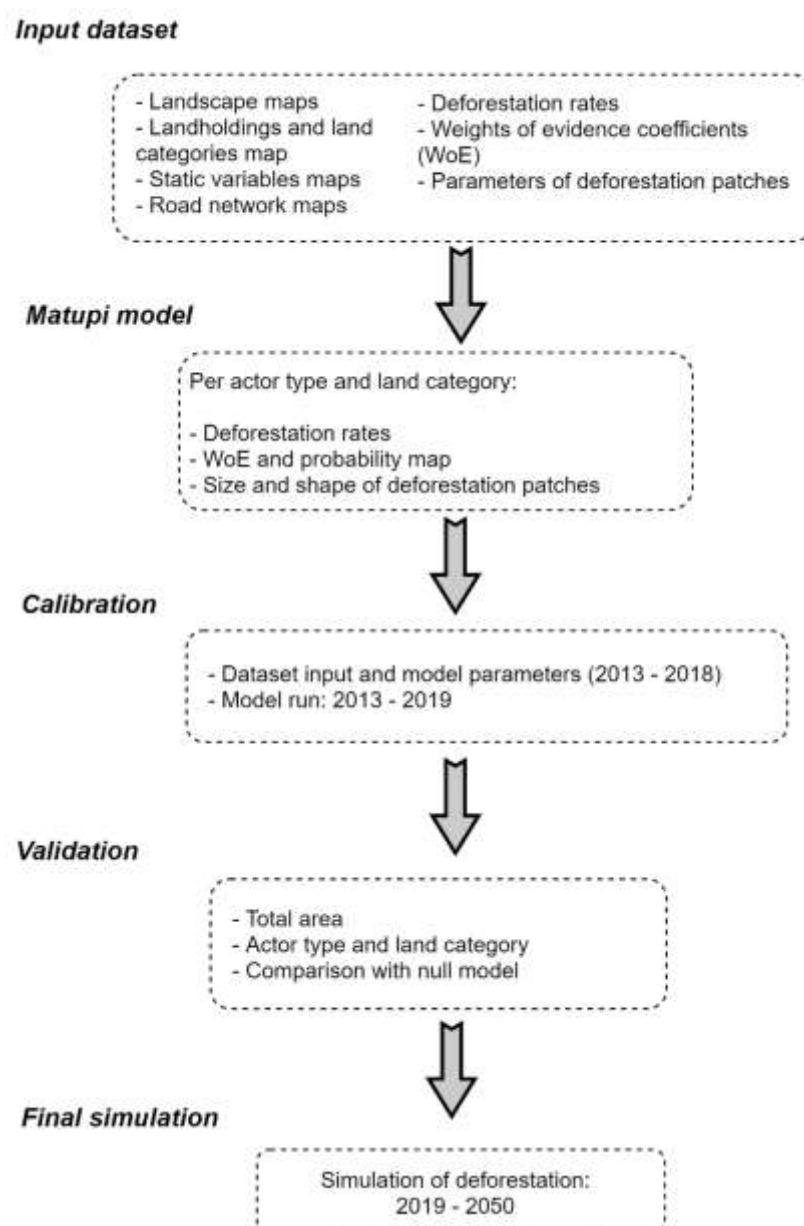 Input dataset
- Landscape maps
- Landholdings and land
categories map
- Static variables maps
- Road network maps
- Deforestation rates
- Weights of evidence coefficients
(WoE)
- Parameters of deforestation patches
Matupi model
Per actor type and land category:
- Deforestation rates
- WoE and probability map
- Size and shape of deforestation patches
Calibration
- Dataset input and model parameters (2013 - 2018)
- Model run: 2013 - 2019
Validation
- Total area
- Actor type and land category
- Comparison with null model
Final simulation
Simulation of deforestation:
2019 - 2050